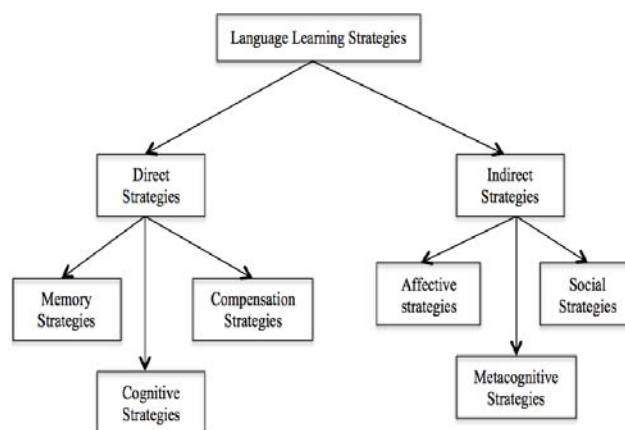 Language Learning Strategies
Direct
Strategies
Indirect
Strategies
Memory
Strategies
Compensation
Strategies
Affective
strategies
Social
Strategies
Cognitive
Strategies
Metacognitive
Strategies